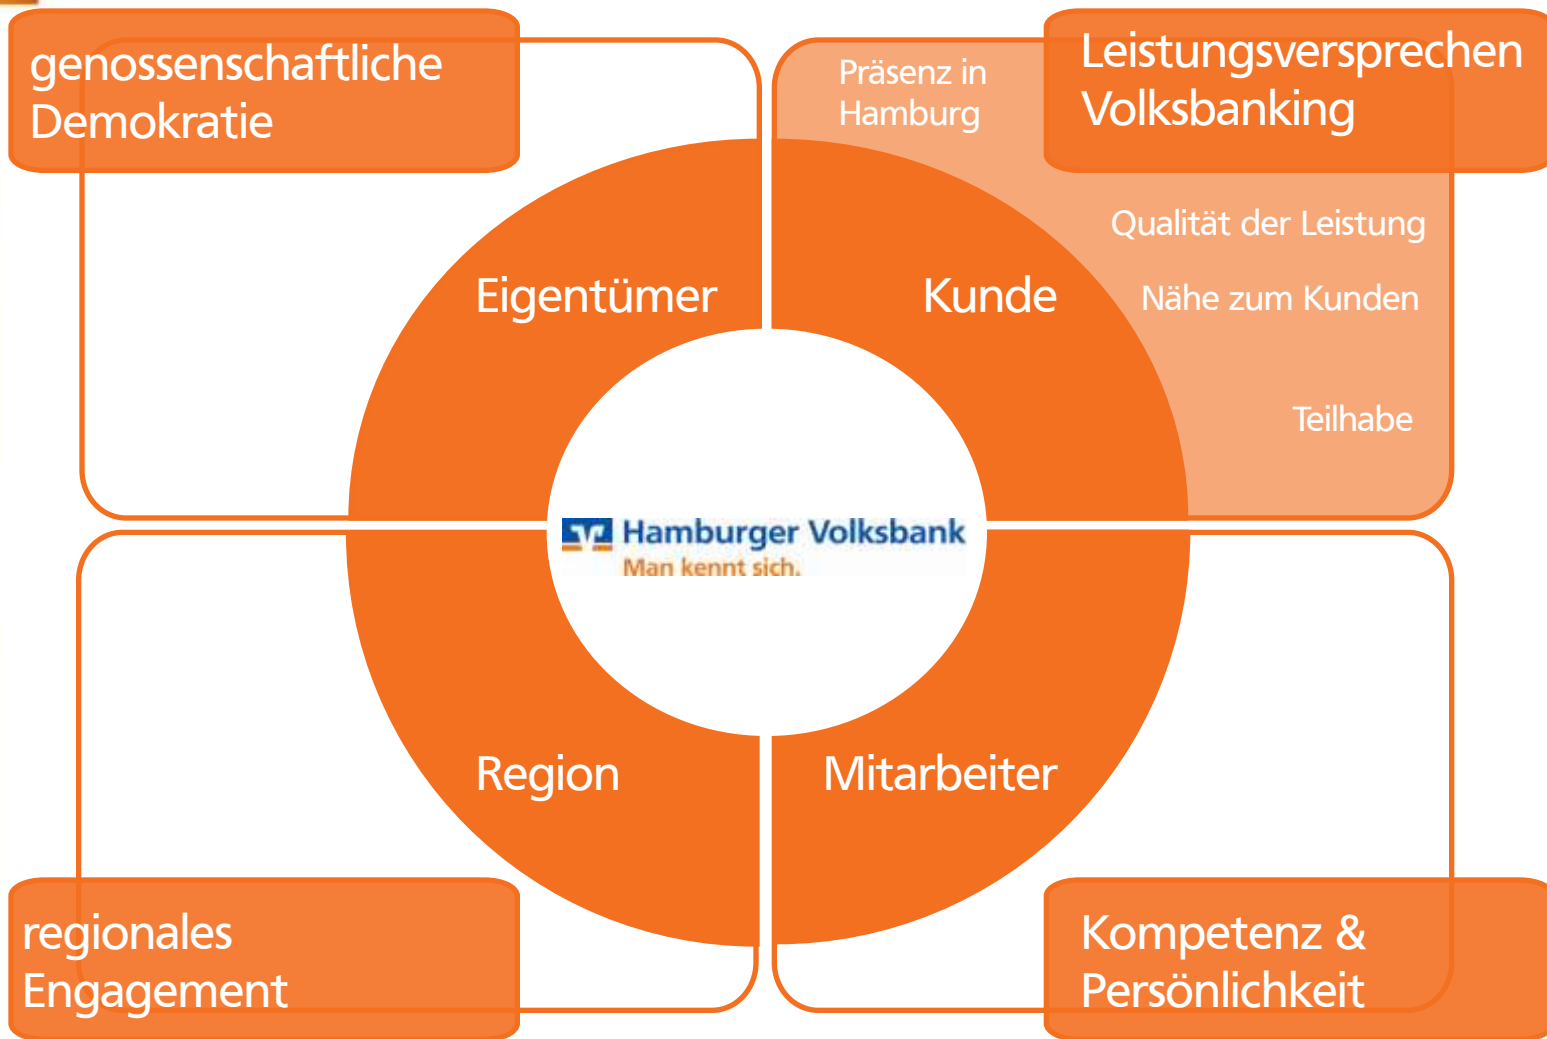 genossenschaftliche
Demokratie
Präsenz in
Hamburg
Leistungsversprechen
Volksbanking
Qualität der Leistung
Nähe zum Kunden
Teilhabe
Eigentümer
Kunde
Hamburger Volksbank
Man kennt sich.
Region
Mitarbeiter
regionales
Engagement
Kompetenz &
Persönlichkeit